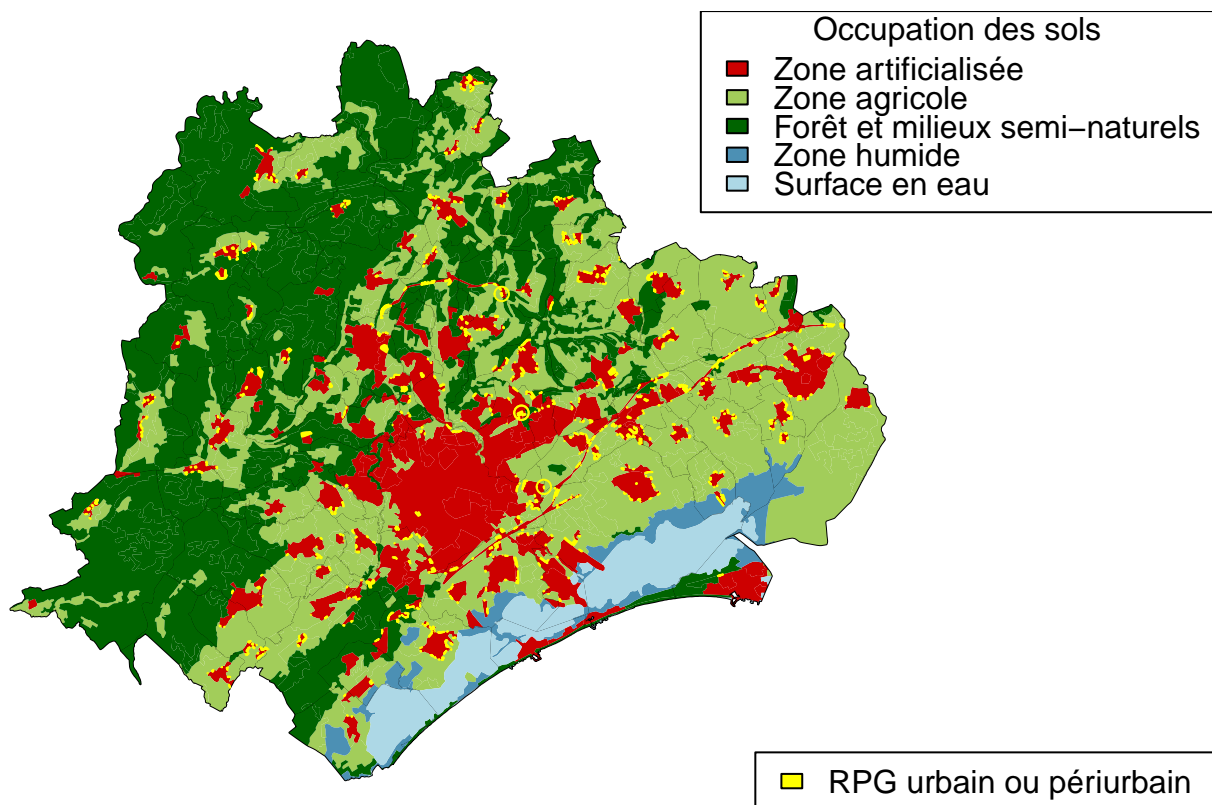 Occupation des sols
Zone artificialisée
Zone agricole
Forêt et milieux semi−naturels
Zone humide
Surface en eau
RPG urbain ou périurbain